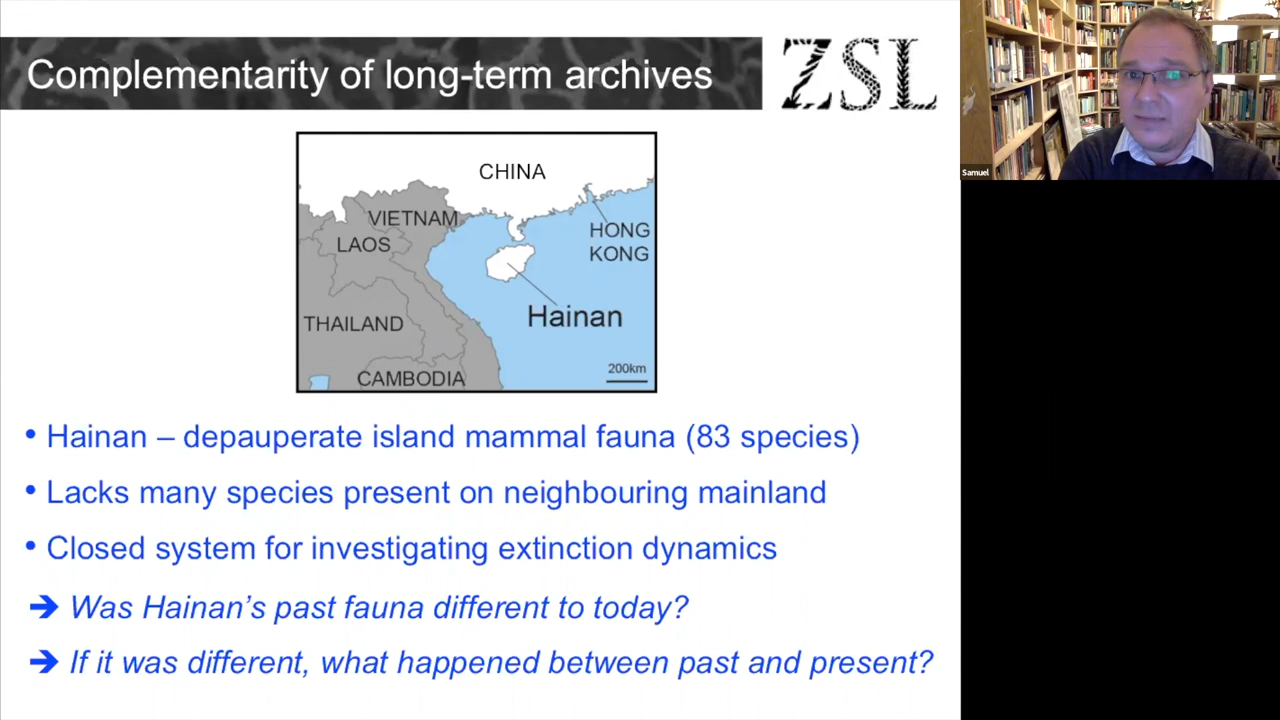 Complementarity of long-term archives
ZSL
Samuel
CHINA
VIETNAM
HONG
KONG
LAOS
Hainan
THAILAND
200km
CAMBODIA
• Hainan – depauperate island mammal fauna (83 species)
• Lacks many species present on neighbouring mainland
• Closed system for investigating extinction dynamics
➔ Was Hainan’s past fauna different to today?
➔ If it was different, what happened between past and present?